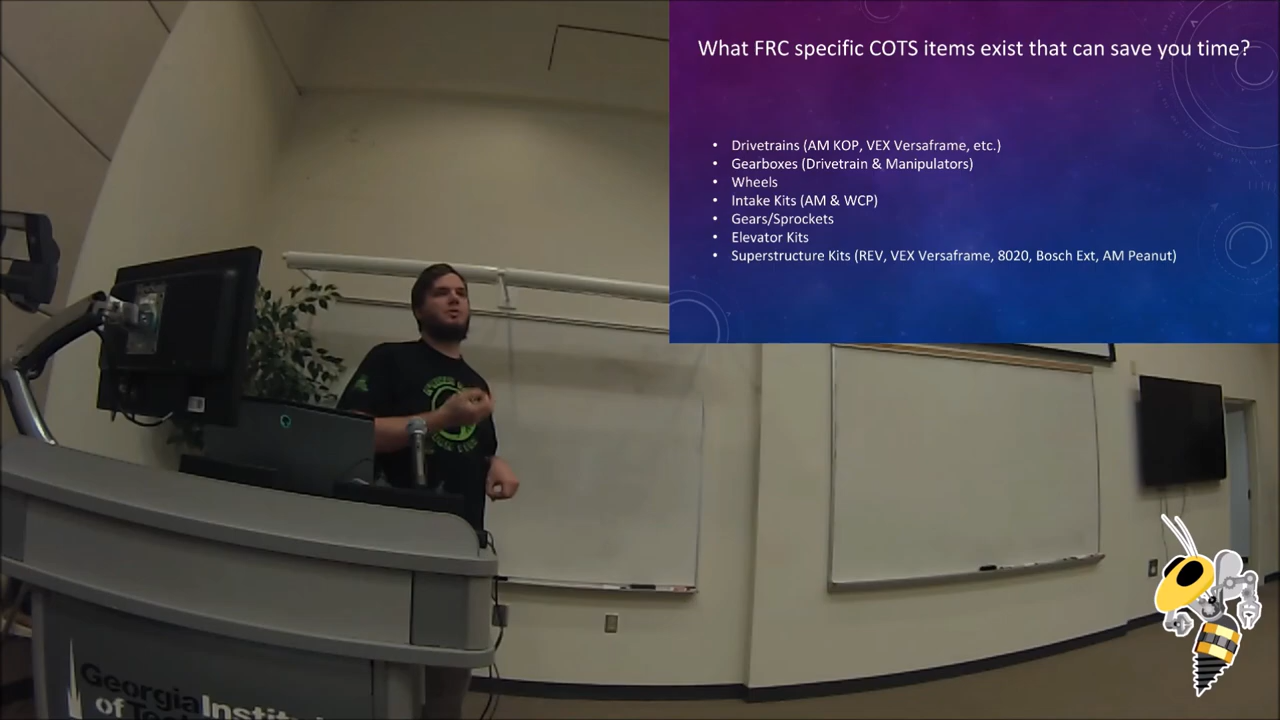 What FRC specific COTS items exist that can save you time?
• Drivetrains (AM KOP, VEX Versaframe, etc.)
• Gearboxes (Drivetrain & Manipulators)
• Wheels
• Intake Kits (AM & WCP)
• Gears/Sprockets
• Elevator Kits
• Superstructure Kits (REV, VEX Versaframe, 8020, Bosch Ext, AM Peanut)
Georgia Institu
of Tec